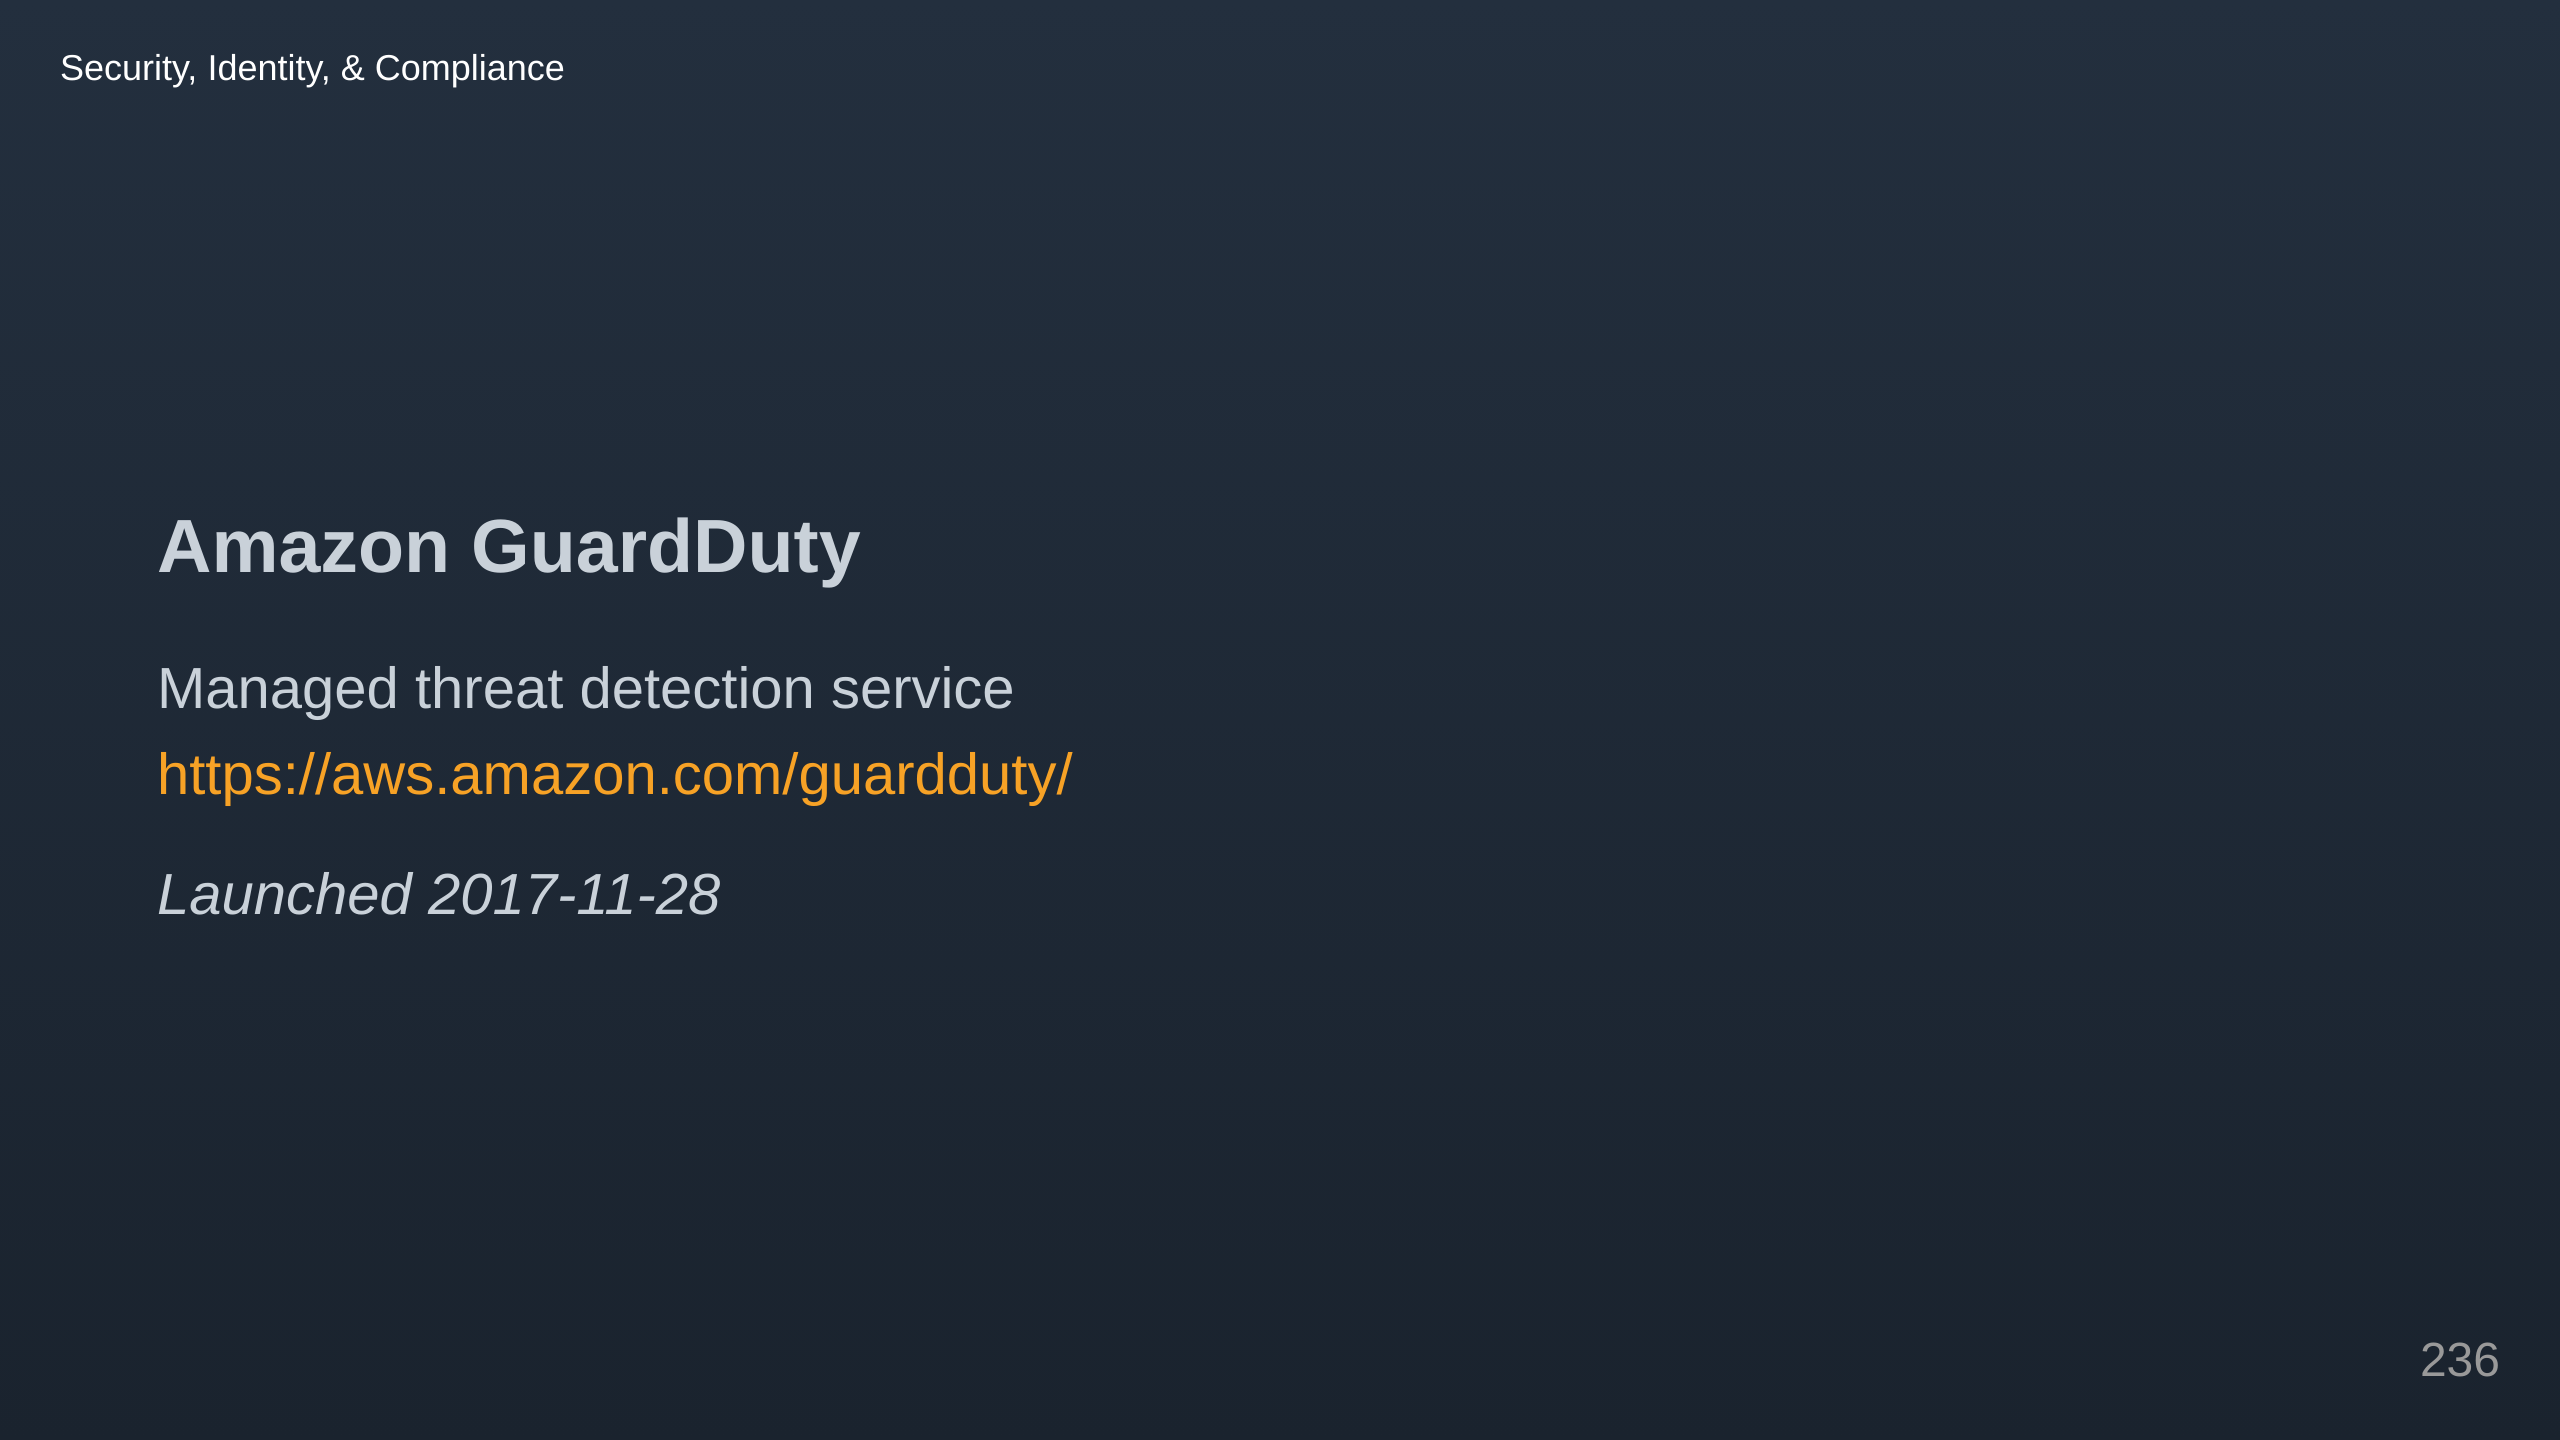 Security, Identity, & Compliance
Amazon GuardDuty
Managed threat detection service
https://aws.amazon.com/guardduty/
Launched 2017-11-28
236